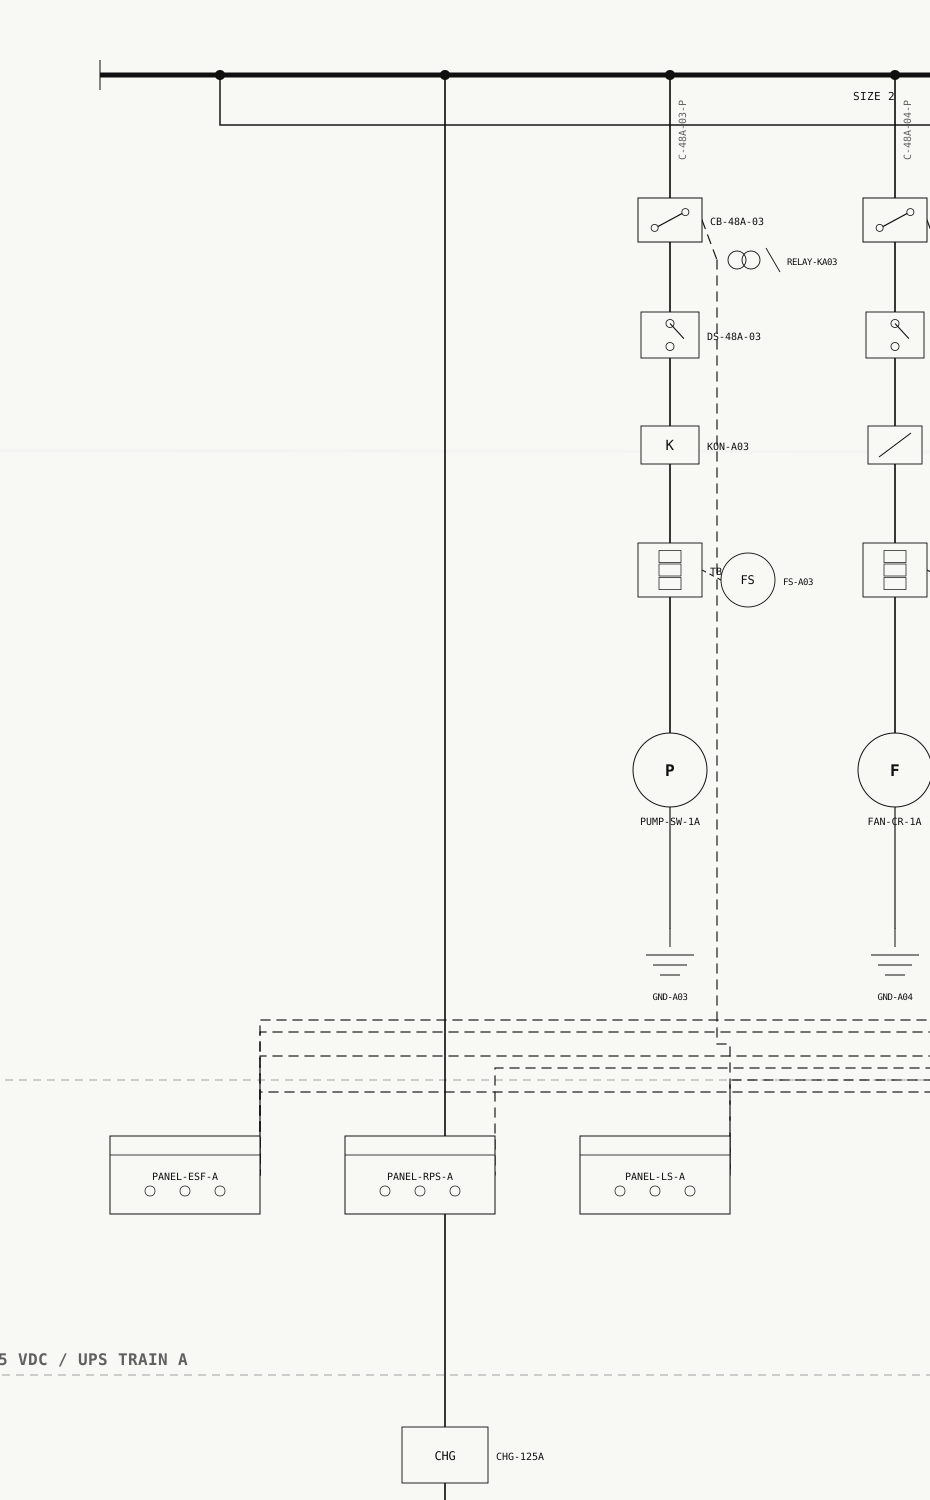 SIZE 2
C-48A-03-P
C-48A-04-P
CB-48A-03
RELAY-KA03
DS-48A-03
K
KON-A03
TB
FS
FS-A03
P
F
PUMP-SW-1A
FAN-CR-1A
GND-A03
GND-A04
PANEL-ESF-A
PANEL-RPS-A
PANEL-LS-A
5 VDC / UPS TRAIN A
CHG
CHG-125A